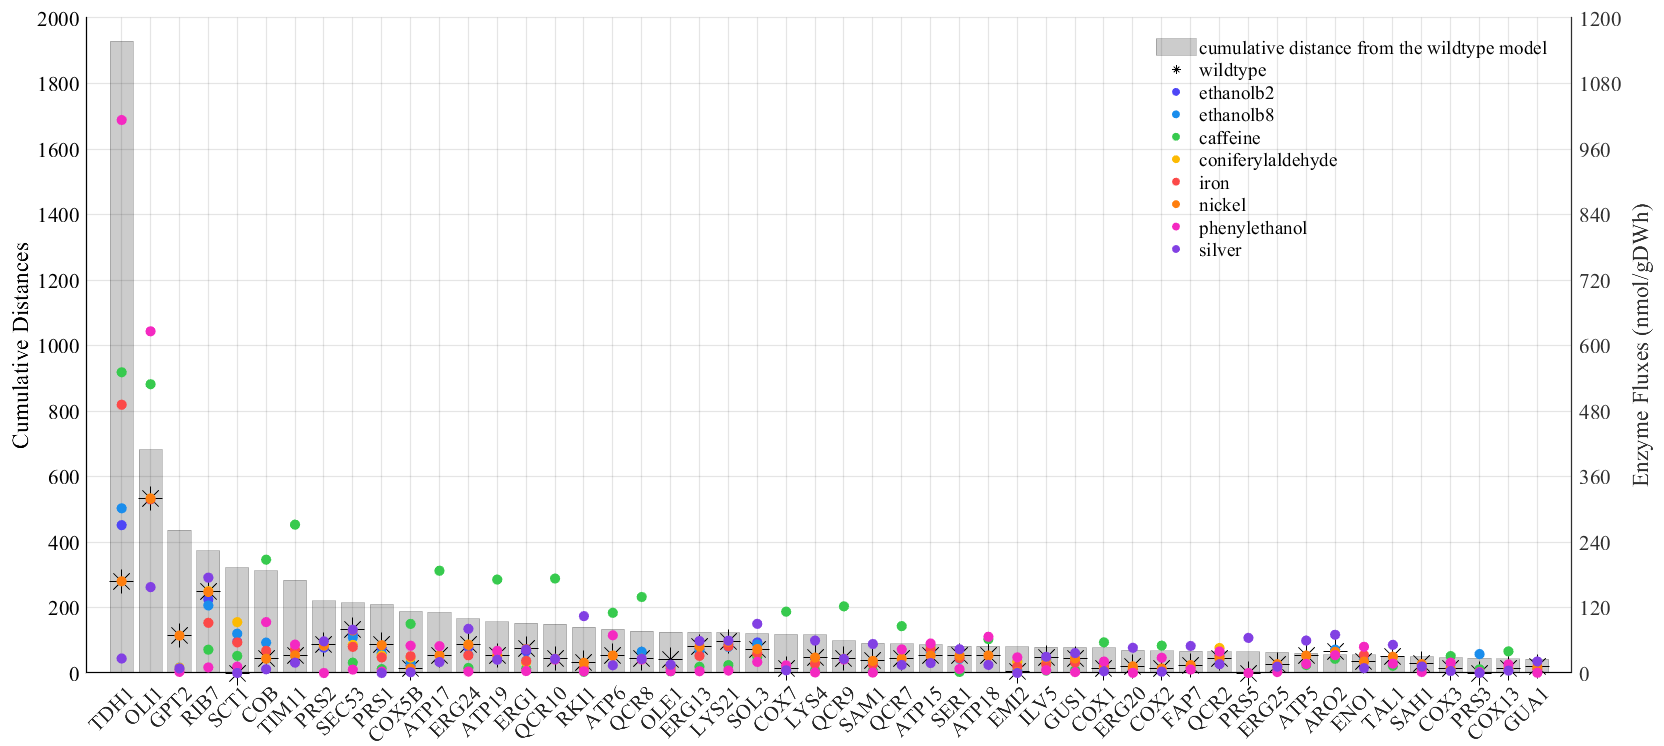 2000
1800
1600
1400
1200
1000
800
600
400
200
0
Cumulative Distances
1200
1080
960
840
720
600
480
360
240
120
0
Enzyme Fluxes (nmol/gDWh)
cumulative distance from the wildtype model
wildtype
ethanolb2
ethanolb8
caffeine
coniferylaldehyde
iron
nickel
phenylethanol
silver
TDH1
OLI1
GPT2
RIB7
SCT1
COB
TIM11
PRS2
SEC53
PRS1
COX5B
ATP17
ERG24
ATP19
ERG1
QCR10
RKI1
ATP6
QCR8
OLE1
ERG13
LYS21
SOL3
COX7
LYS4
QCR9
SAM1
QCR7
ATP15
SER1
ATP18
EMI2
ILV5
GUS1
COX1
ERG20
COX2
FAP7
QCR2
PRS5
ERG25
ATP5
ARO2
ENO1
TAL1
SAH1
COX3
PRS3
COX13
GUA1